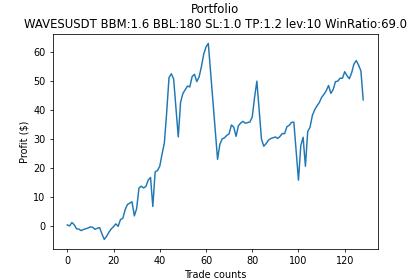 Portfolio
WAVESUSDT BBM:1.6 BBL:180 SL:1.0 TP:1.2 lev:10 WinRatio:69.0
60
50
40
30
20
10
0
Profit ($)
0 20 40 60 80 100 120
Trade counts